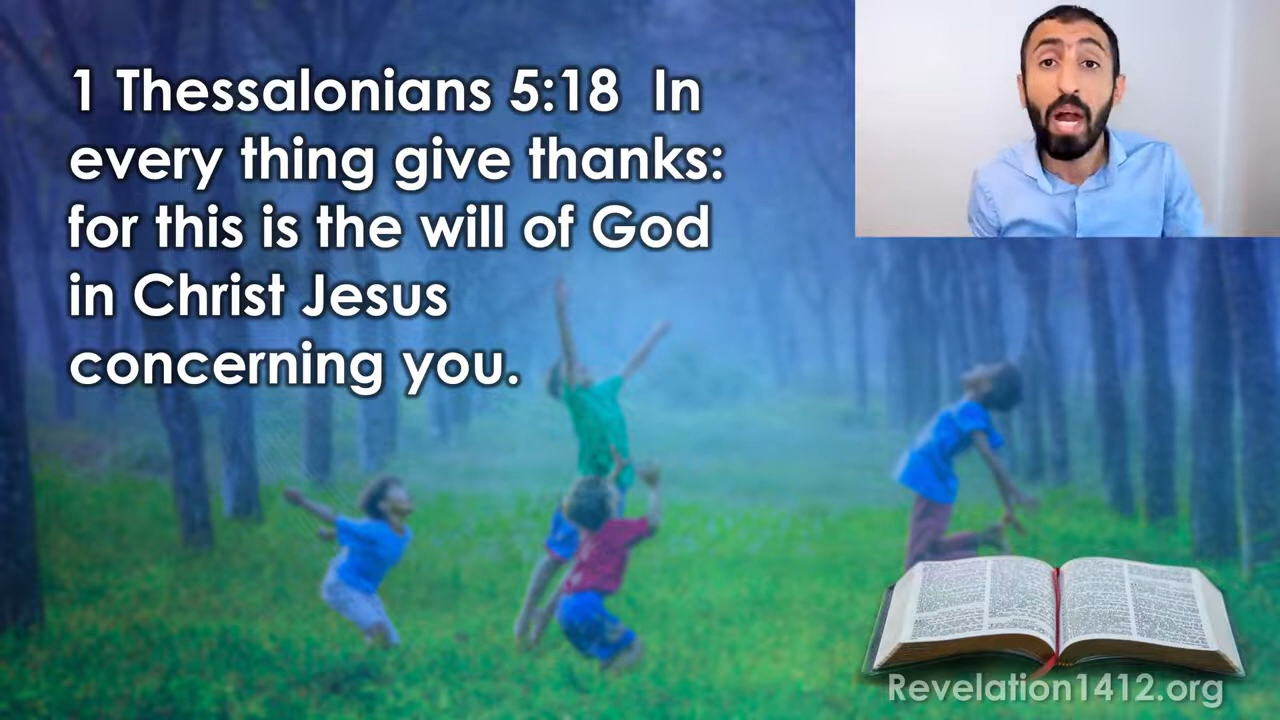 1 Thessalonians 5:18  In
every thing give thanks:
for this is the will of God
in Christ Jesus
concerning you.
Revelation1412.org